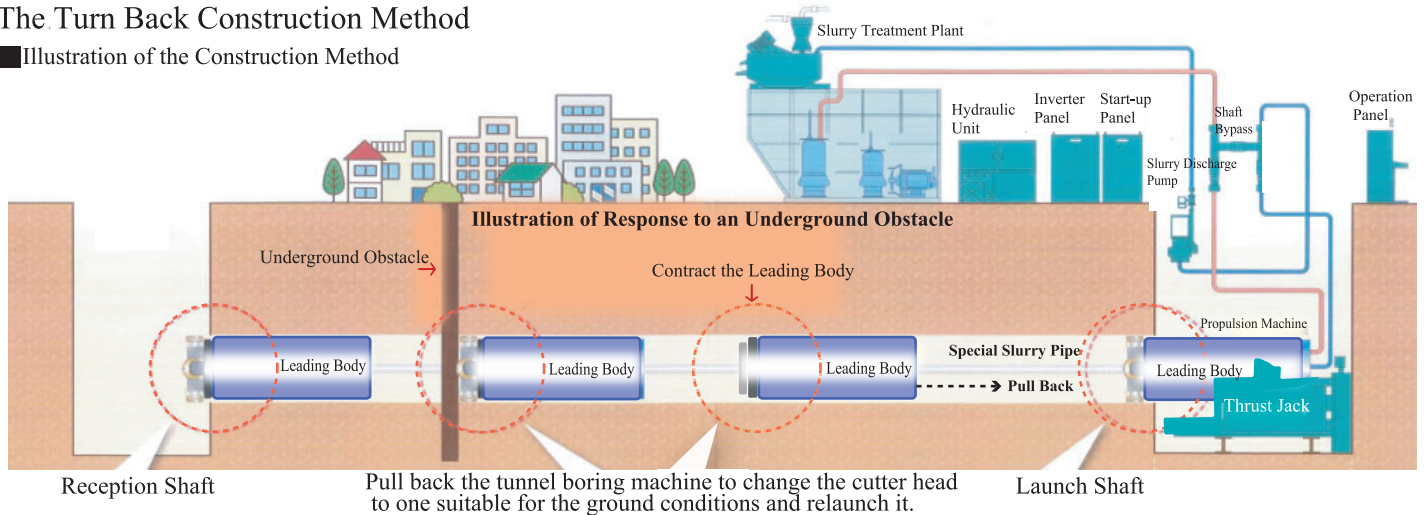 The Turn Back Construction Method
Illustration of the Construction Method
Slurry Treatment Plant
Hydraulic
Unit
Inverter
Panel
Start-up
Panel
Shaft
Bypass
Operation
Panel
Slurry Discharge
Pump
Illustration of Response to an Underground Obstacle
Underground Obstacle
Contract the Leading Body
Propulsion Machine
Special Slurry Pipe
Leading Body
Leading Body
Leading Body
Leading Body
Pull Back
Thrust Jack
Reception Shaft
Pull back the tunnel boring machine to change the cutter head
to one suitable for the ground conditions and relaunch it.
Launch Shaft